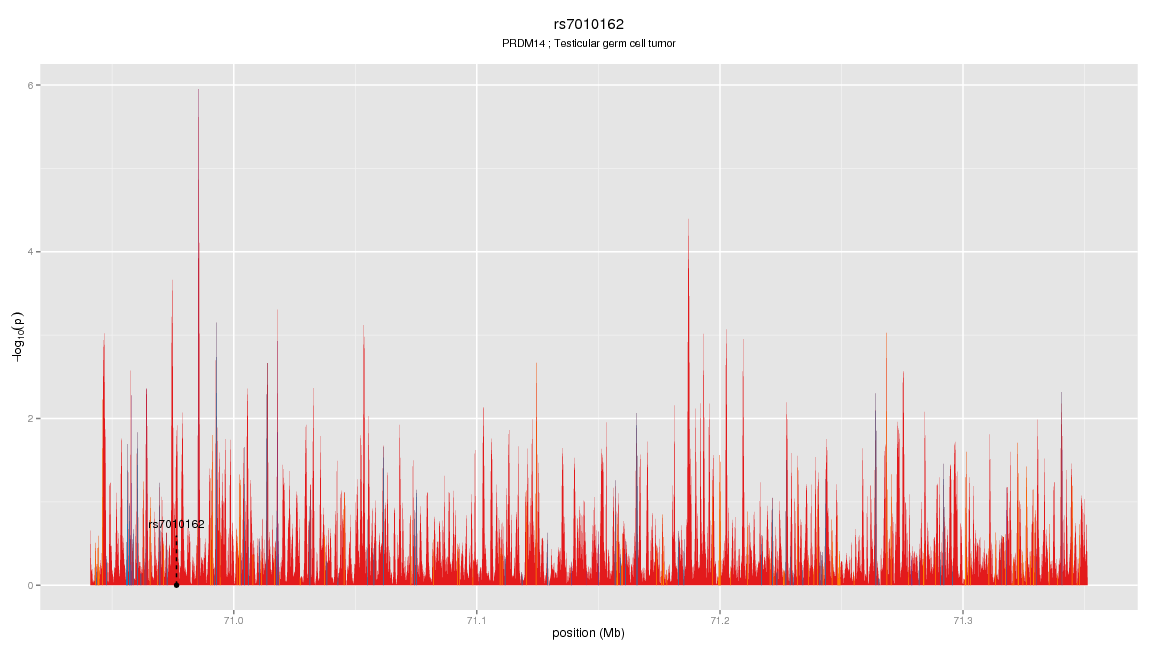 rs7010162
PRDM14 ; Testicular germ cell tumor
6
4
2
0
−log10(p)
rs7010162
71.0
71.1
71.2
71.3
position (Mb)